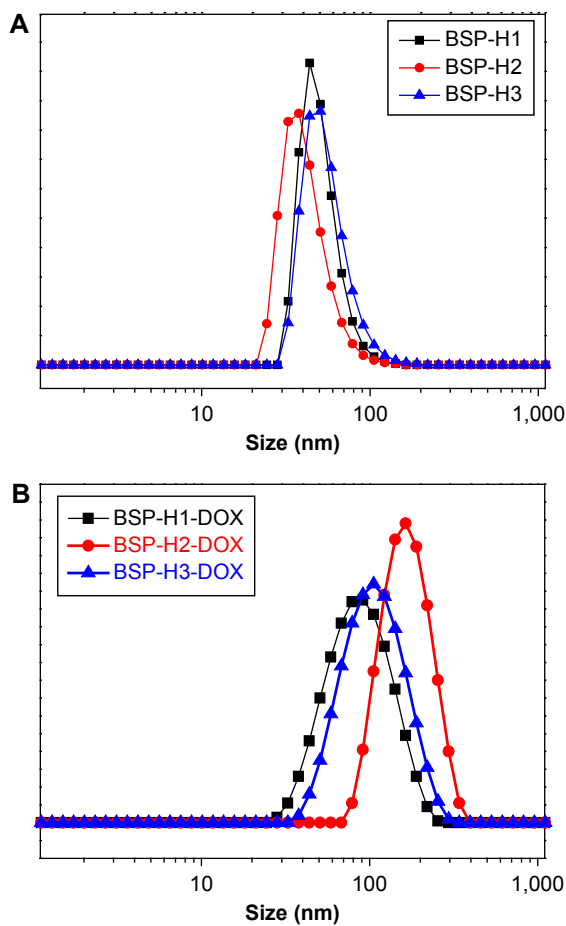 A
BSP-H1
BSP-H2
BSP-H3
10 100 1,000
Size (nm)
B
BSP-H1-DOX
BSP-H2-DOX
BSP-H3-DOX
10 100 1,000
Size (nm)